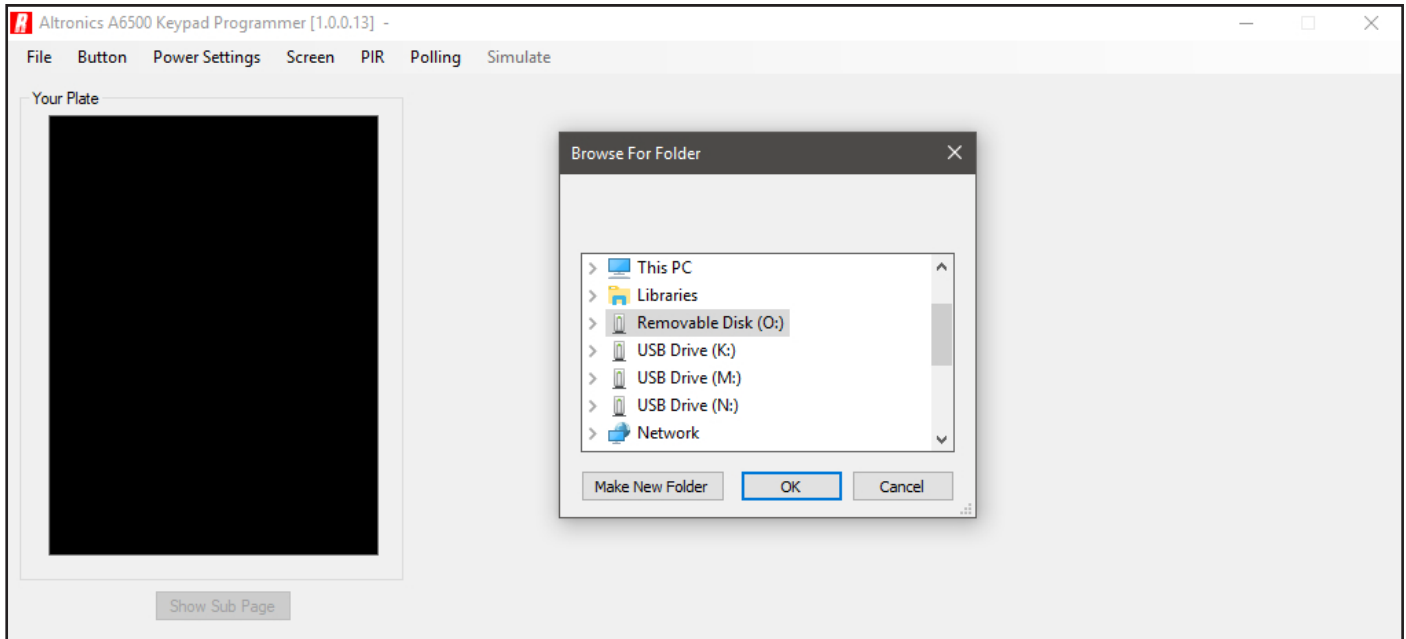 Altronics A6500 Keypad Programmer [1.0.0.13] -
File Button Power Settings Screen PIR Polling Simulate
Your Plate
Browse For Folder
This PC
Libraries
Removable Disk (O:)
USB Drive (K:)
USB Drive (M:)
USB Drive (N:)
Network
Make New Folder OK Cancel
Show Sub Page